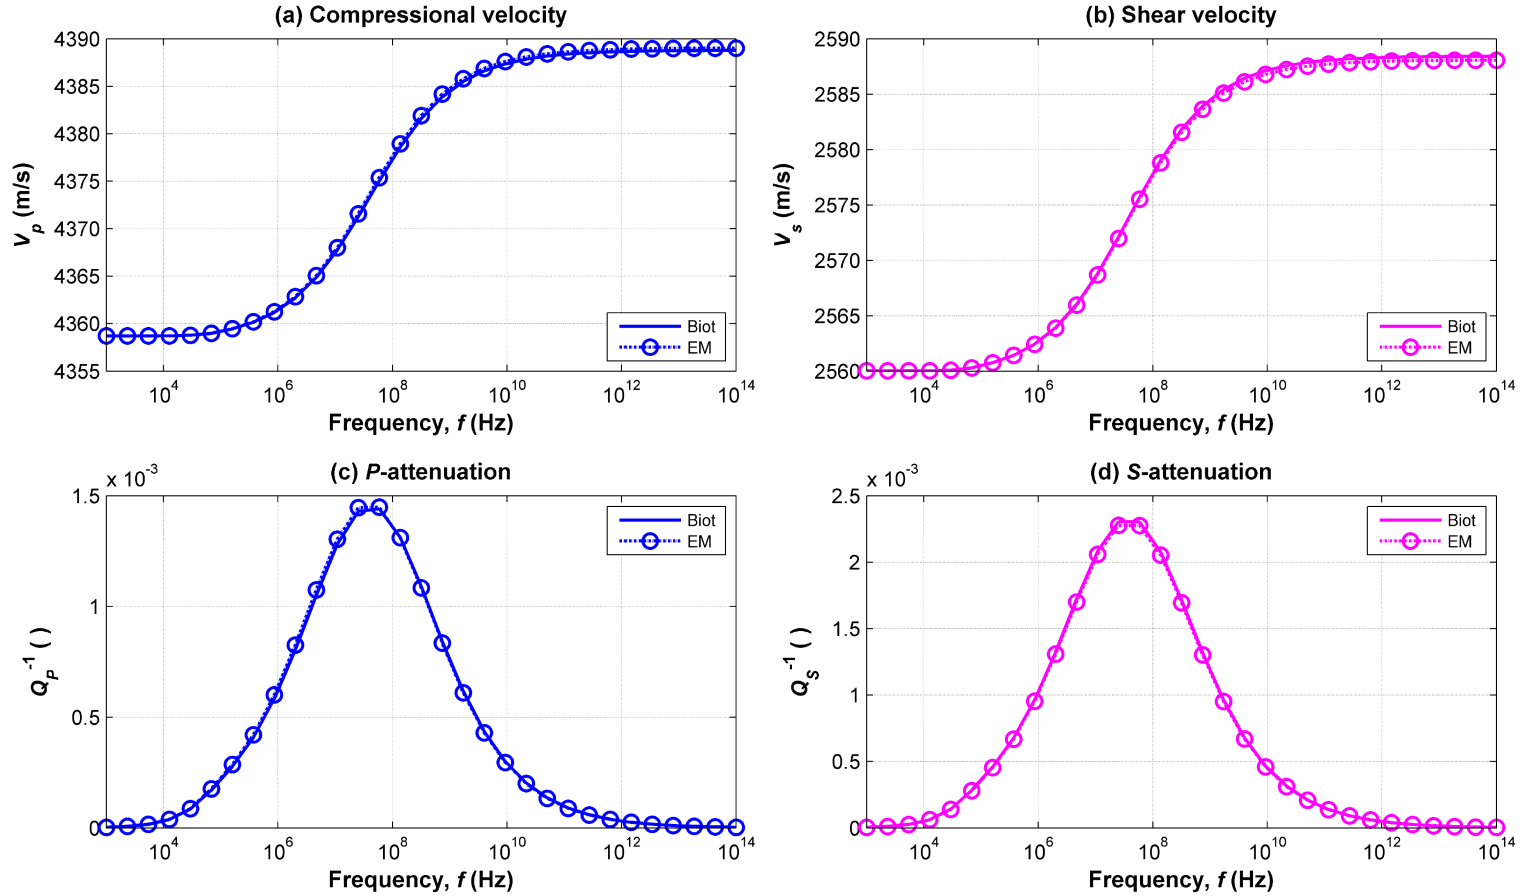 (a) Compressional velocity
4390
4385
4380
4375
4370
4365
4360
4355
V_p (m/s)
Biot
EM
10^4
10^6
10^8
10^10
10^12
10^14
Frequency, f (Hz)
(b) Shear velocity
2590
2585
2580
2575
2570
2565
2560
V_s (m/s)
Biot
EM
10^4
10^6
10^8
10^10
10^12
10^14
Frequency, f (Hz)
(c) P-attenuation
x 10^-3
1.5
1
0.5
0
Q_P^-1 ( )
Biot
EM
10^4
10^6
10^8
10^10
10^12
10^14
Frequency, f (Hz)
(d) S-attenuation
x 10^-3
2.5
2
1.5
1
0.5
0
Q_S^-1 ( )
Biot
EM
10^4
10^6
10^8
10^10
10^12
10^14
Frequency, f (Hz)